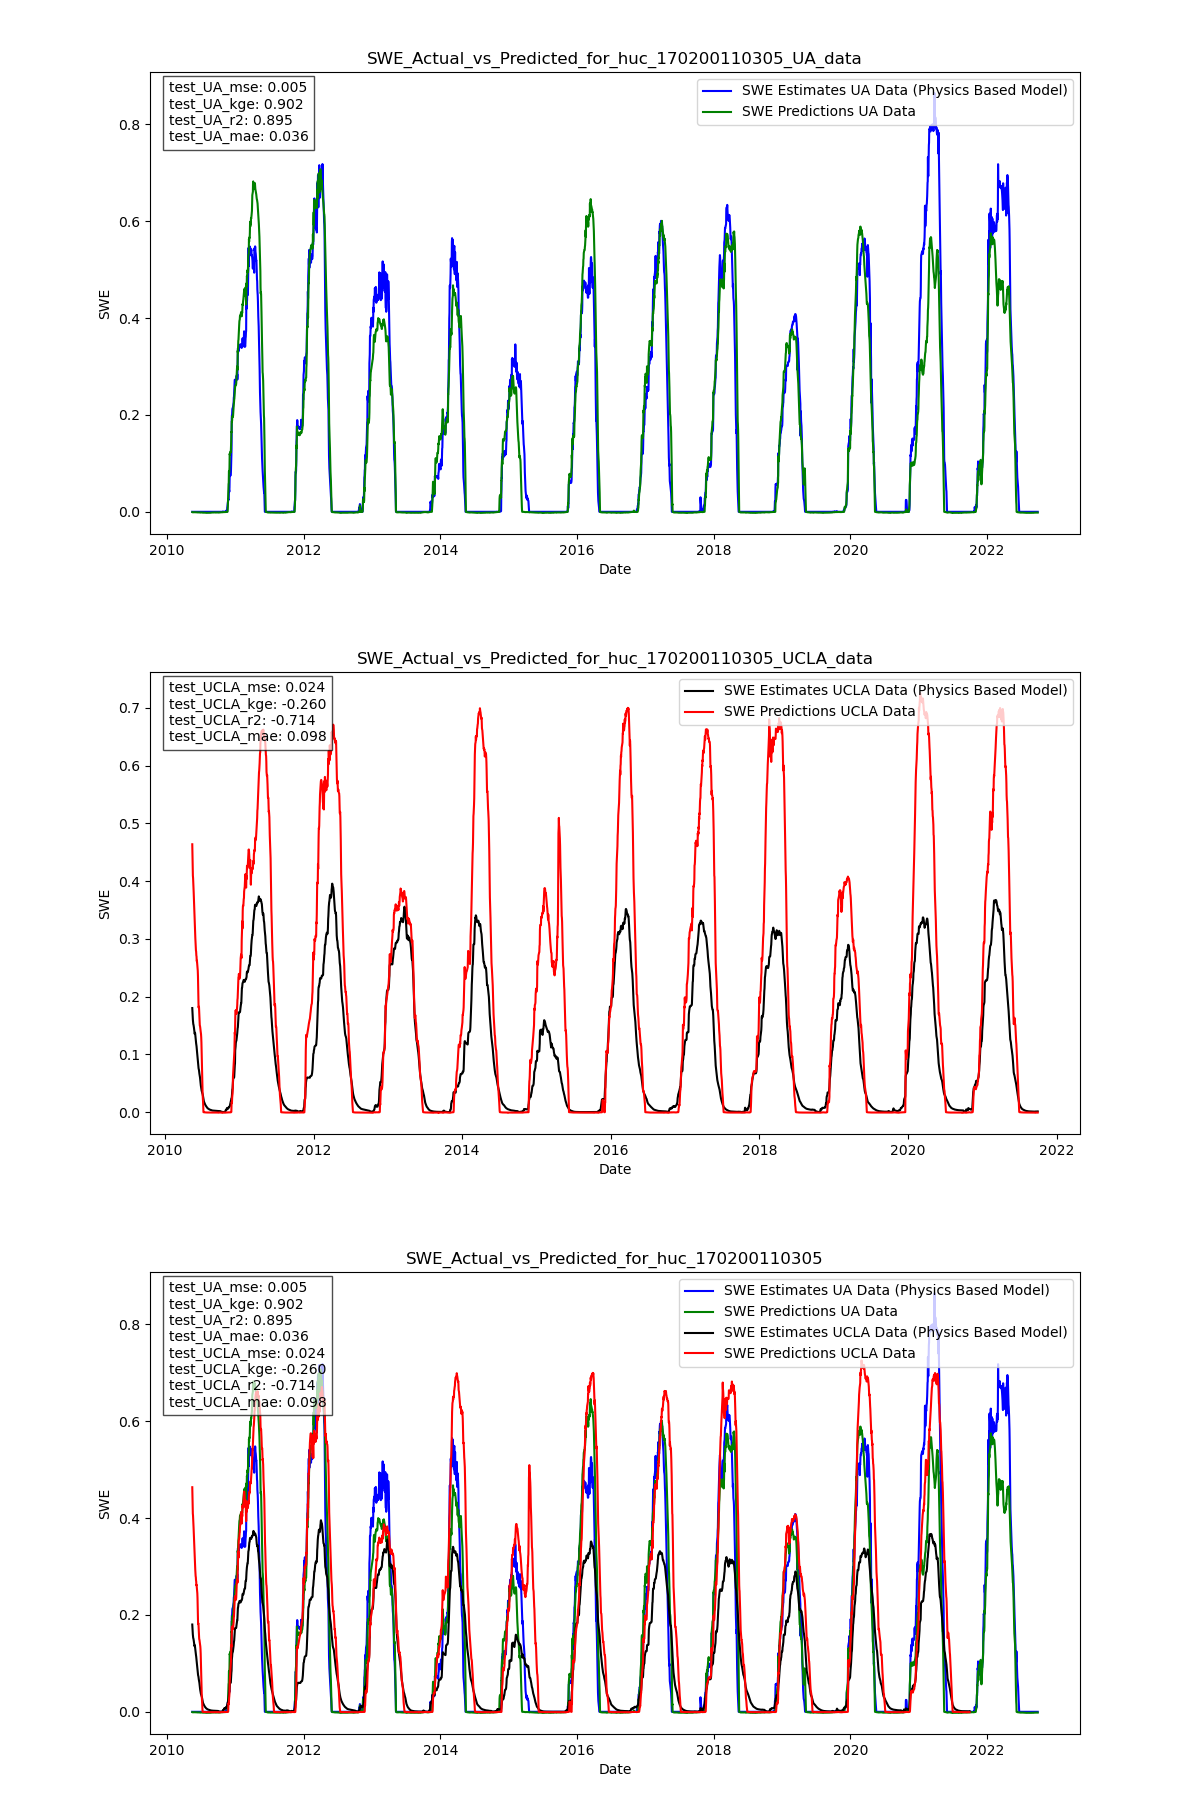 SWE_Actual_vs_Predicted_for_huc_170200110305_UA_data
test_UA_mse: 0.005
test_UA_kge: 0.902
test_UA_r2: 0.895
test_UA_mae: 0.036
SWE Estimates UA Data (Physics Based Model)
SWE Predictions UA Data
0.8
0.6
0.4
0.2
0.0
SWE
2010 2012 2014 2016 2018 2020 2022
Date
SWE_Actual_vs_Predicted_for_huc_170200110305_UCLA_data
test_UCLA_mse: 0.024
test_UCLA_kge: -0.260
test_UCLA_r2: -0.714
test_UCLA_mae: 0.098
SWE Estimates UCLA Data (Physics Based Model)
SWE Predictions UCLA Data
0.7
0.6
0.5
0.4
0.3
0.2
0.1
0.0
SWE
2010 2012 2014 2016 2018 2020 2022
Date
SWE_Actual_vs_Predicted_for_huc_170200110305
test_UA_mse: 0.005
test_UA_kge: 0.902
test_UA_r2: 0.895
test_UA_mae: 0.036
test_UCLA_mse: 0.024
test_UCLA_kge: -0.260
test_UCLA_r2: -0.714
test_UCLA_mae: 0.098
SWE Estimates UA Data (Physics Based Model)
SWE Predictions UA Data
SWE Estimates UCLA Data (Physics Based Model)
SWE Predictions UCLA Data
0.8
0.6
0.4
0.2
0.0
SWE
2010 2012 2014 2016 2018 2020 2022
Date